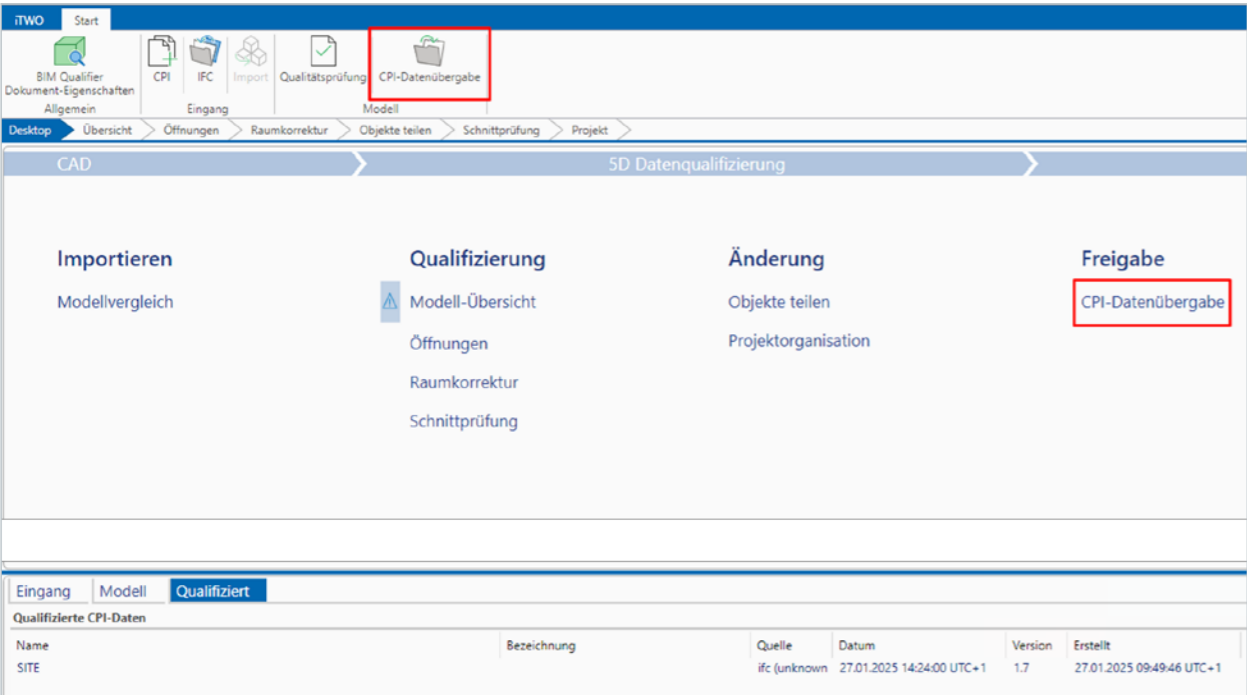 iTWO Start
BIM Qualifier
Dokument-Eigenschaften
CPI IFC Import Qualitätsprüfung CPI-Datenübergabe
Allgemein Eingang Modell
Desktop Übersicht Öffnungen Raumkorrektur Objekte teilen Schnittprüfung Projekt
CAD 5D Datenqualifizierung
Importieren Qualifizierung Änderung Freigabe
Modellvergleich Modell-Übersicht Objekte teilen CPI-Datenübergabe
Öffnungen Projektorganisation
Raumkorrektur
Schnittprüfung
Eingang Modell Qualifiziert
Qualifizierte CPI-Daten
Name Bezeichnung Quelle Datum Version Erstellt
SITE ifc (unknown 27.01.2025 14:24:00 UTC+1 1.7 27.01.2025 09:49:46 UTC+1